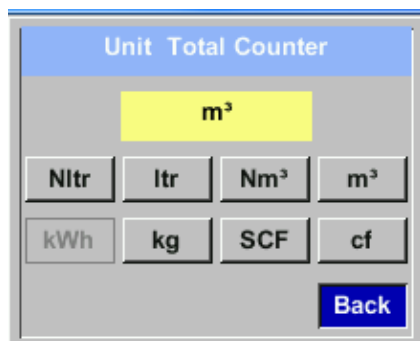 Unit Total Counter
m³
Nltr ltr Nm³ m³
kWh kg SCF cf
Back